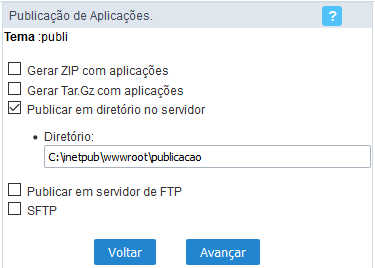 Publicação de Aplicações.
?
Tema :publi
Gerar ZIP com aplicações
Gerar Tar.Gz com aplicações
Publicar em diretório no servidor
• Diretório:
C:\inetpub\wwwroot\publicacao
Publicar em servidor de FTP
SFTP
Voltar Avançar